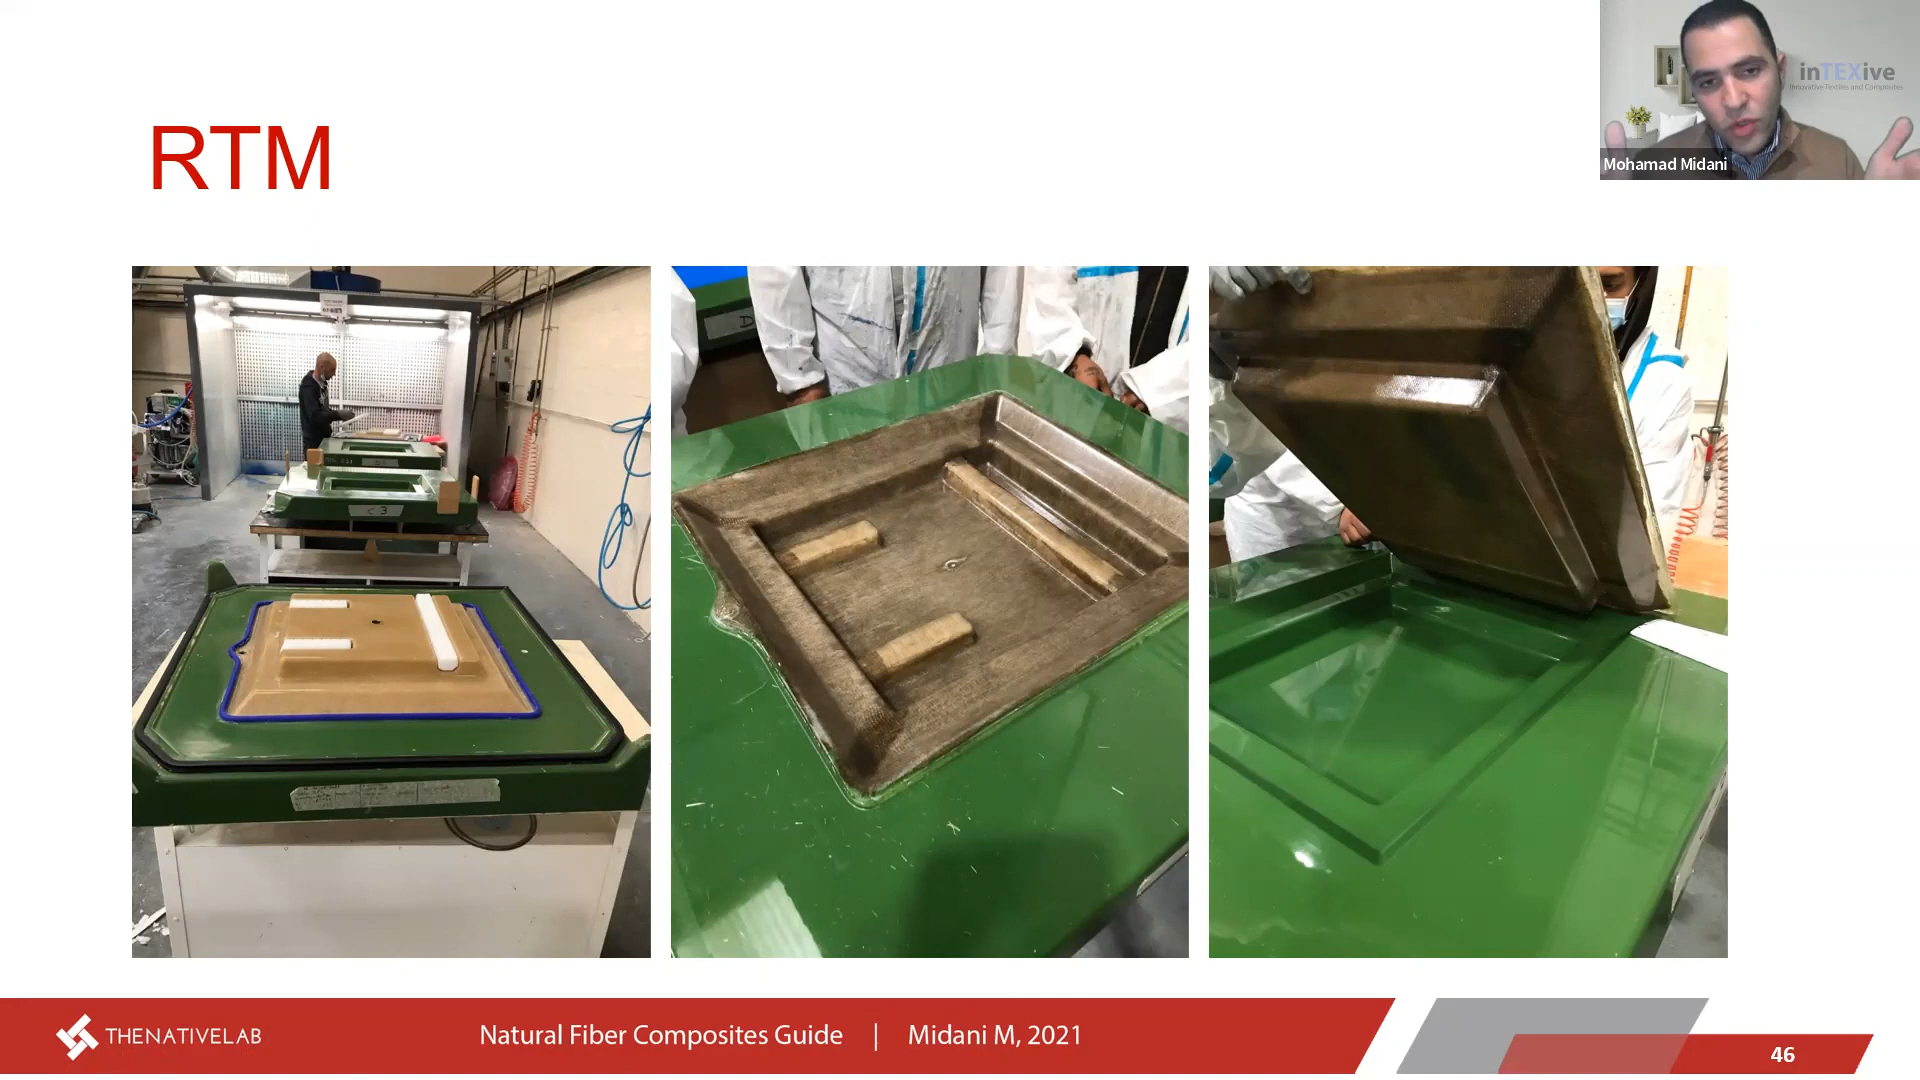 RTM
inTEXive
Innovative Textiles and Composites
Mohamad Midani
THENATIVELAB
Natural Fiber Composites Guide | Midani M, 2021
46